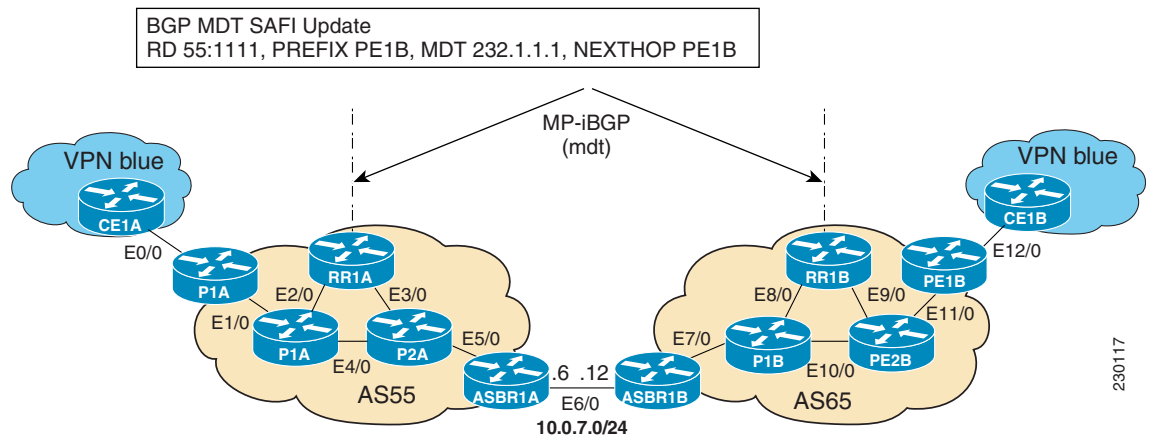 BGP MDT SAFI Update
RD 55:1111, PREFIX PE1B, MDT 232.1.1.1, NEXTHOP PE1B
MP-iBGP
(mdt)
VPN blue
VPN blue
CE1A
CE1B
E0/0
E12/0
P1A
RR1A
RR1B
PE1B
E1/0
E2/0
E3/0
E8/0
E9/0
E11/0
P1A
P2A
E5/0
E7/0
P1B
PE2B
E4/0
E10/0
AS55
ASBR1A
.6
.12
ASBR1B
AS65
E6/0
10.0.7.0/24
230117